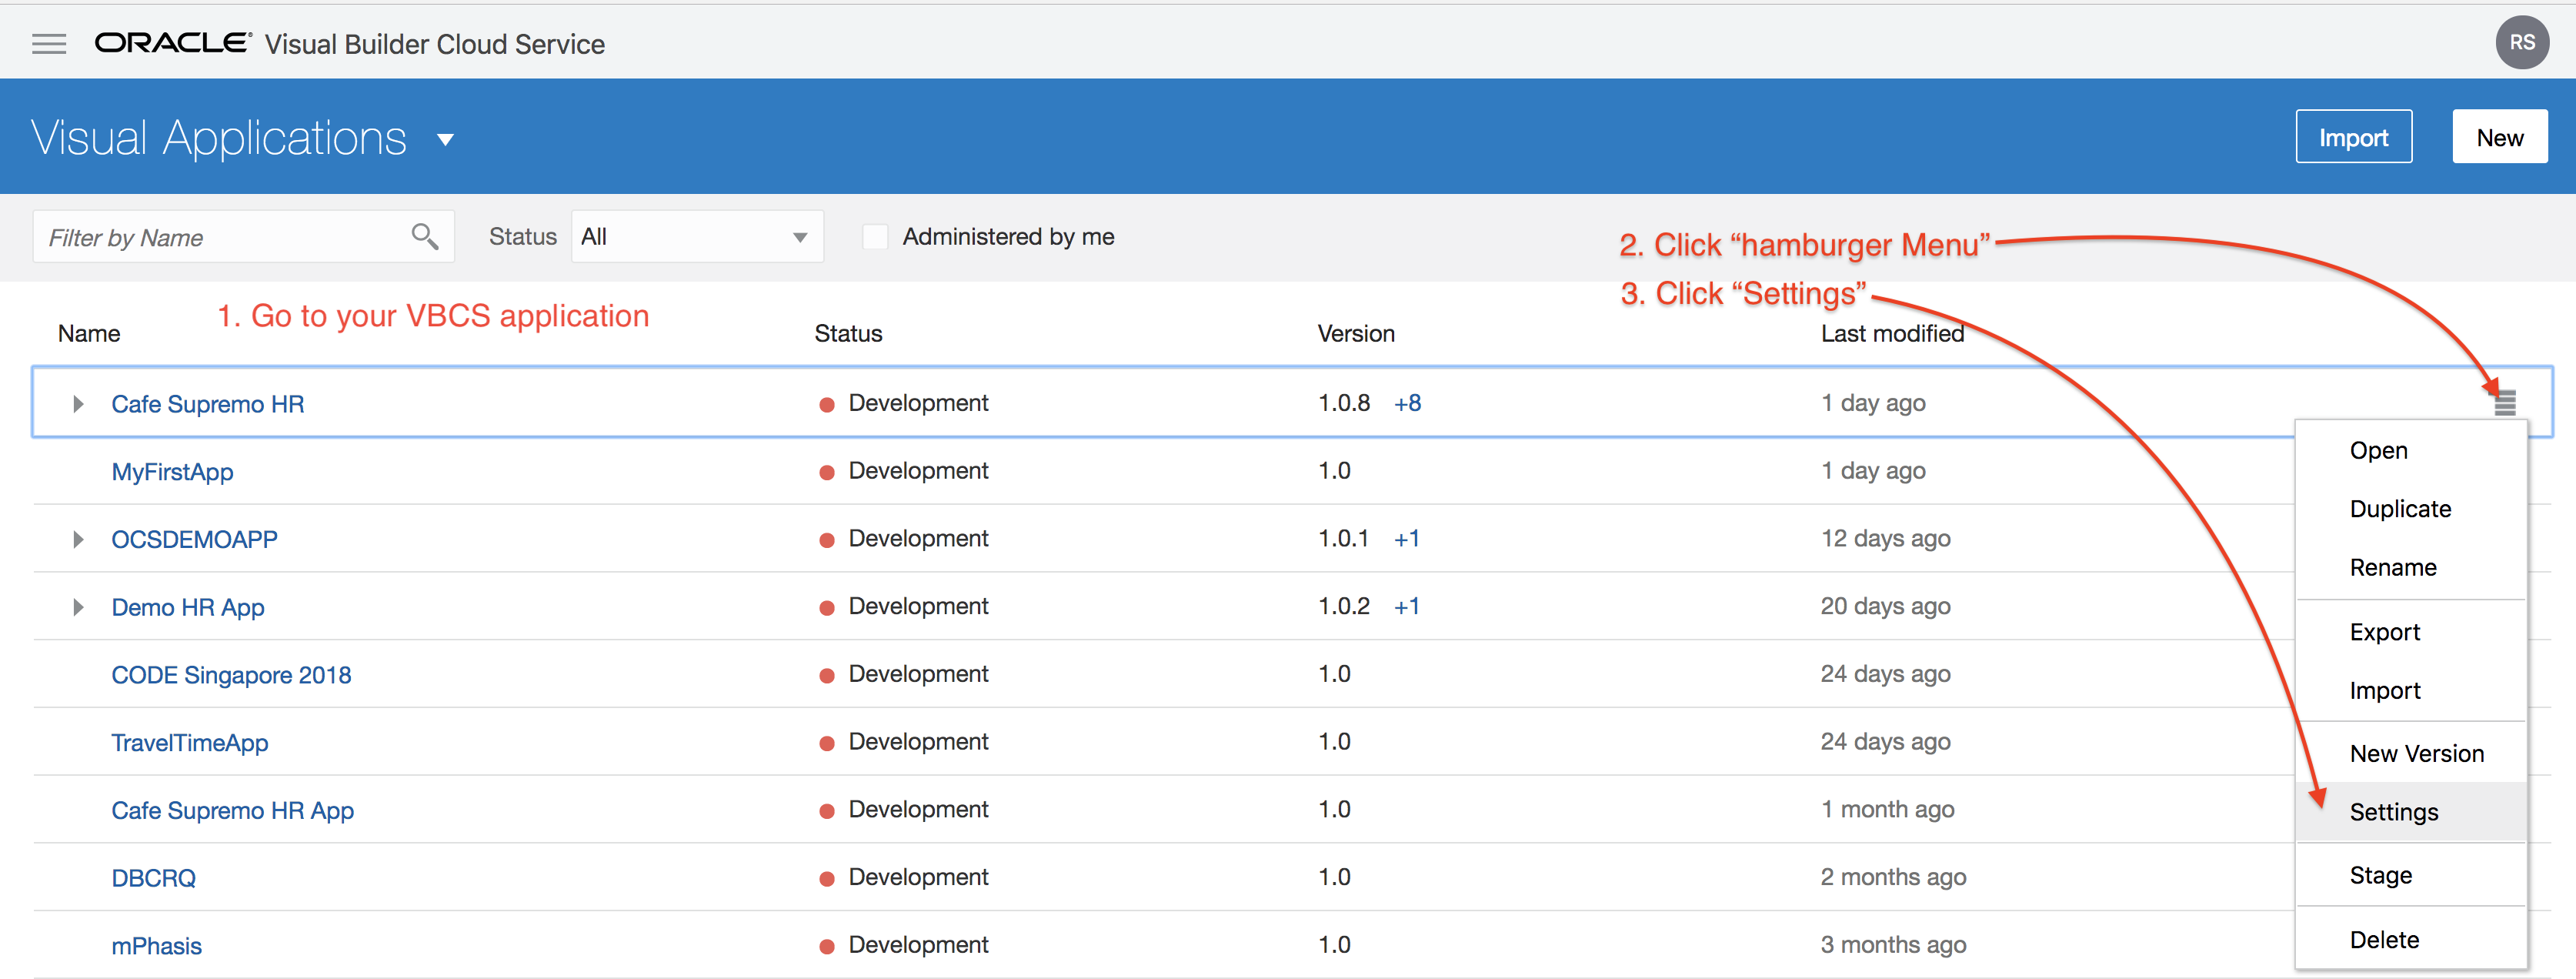 ORACLE® Visual Builder Cloud Service
RS
Visual Applications
Import
New
Filter by Name
Status
All
Administered by me
2. Click “hamburger Menu”
3. Click “Settings”
1. Go to your VBCS application
Name Status Version Last modified
Cafe Supremo HR Development 1.0.8 +8 1 day ago
MyFirstApp Development 1.0 1 day ago
OCSDEMOAPP Development 1.0.1 +1 12 days ago
Demo HR App Development 1.0.2 +1 20 days ago
CODE Singapore 2018 Development 1.0 24 days ago
TravelTimeApp Development 1.0 24 days ago
Cafe Supremo HR App Development 1.0 1 month ago
DBCRQ Development 1.0 2 months ago
mPhasis Development 1.0 3 months ago
Open
Duplicate
Rename
Export
Import
New Version
Settings
Stage
Delete